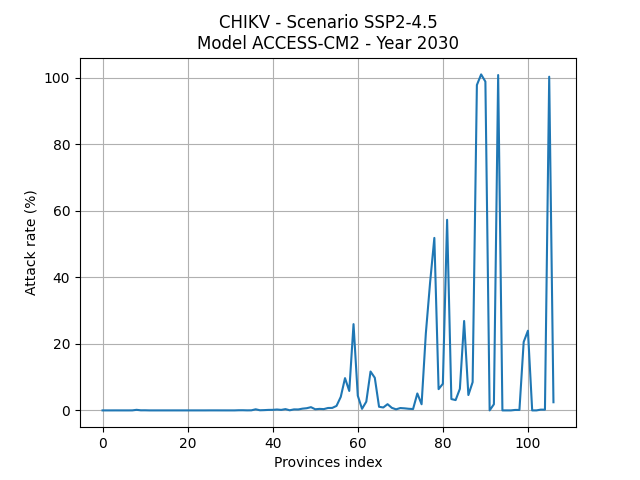 CHIKV - Scenario SSP2-4.5
Model ACCESS-CM2 - Year 2030
100
80
60
40
20
0
Attack rate (%)
0 20 40 60 80 100
Provinces index